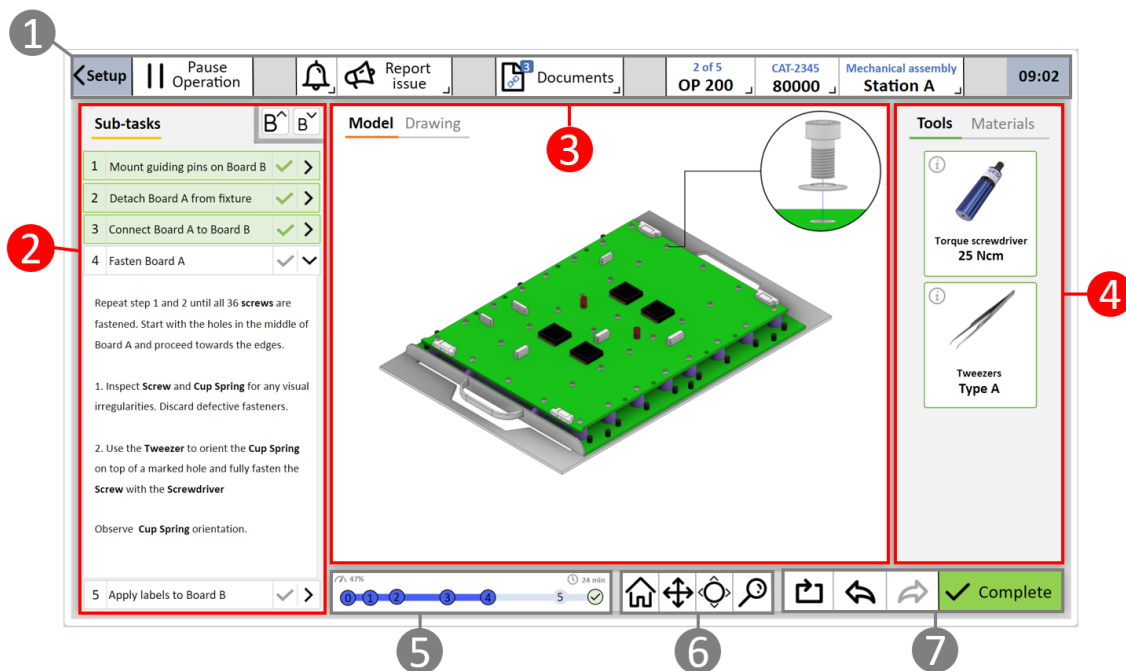 1
Setup
Pause
Operation
Report
issue
3
Documents
2 of 5
OP 200
CAT-2345
80000
Mechanical assembly
Station A
09:02
Sub-tasks
B
B
1 Mount guiding pins on Board B
2 Detach Board A from fixture
3 Connect Board A to Board B
4 Fasten Board A
2
Repeat step 1 and 2 until all 36 screws are
fastened. Start with the holes in the middle of
Board A and proceed towards the edges.
1. Inspect Screw and Cup Spring for any visual
irregularities. Discard defective fasteners.
2. Use the Tweezer to orient the Cup Spring
on top of a marked hole and fully fasten the
Screw with the Screwdriver
Observe Cup Spring orientation.
5 Apply labels to Board B
Model Drawing
3
Tools Materials
Torque screwdriver
25 Ncm
Tweezers
Type A
4
47%
24 min
0 1 2 3 4 5
Complete
5
6
7